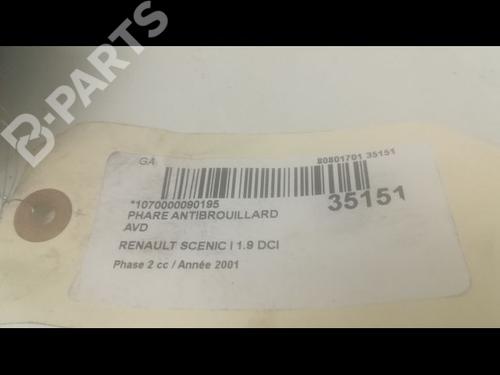 B-PARTS
GA
80801701 35151
*1070000090195
35151
PHARE ANTIBROUILLARD
AVD
RENAULT SCENIC I 1.9 DCI
Phase 2 cc / Année 2001